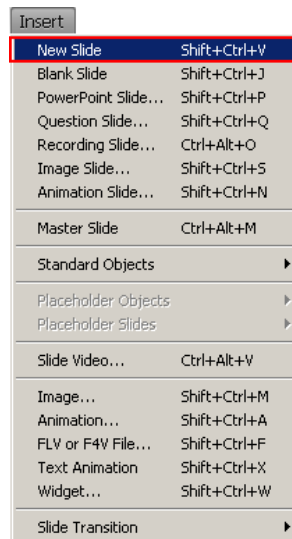 Insert
New Slide Shift+Ctrl+V
Blank Slide Shift+Ctrl+J
PowerPoint Slide... Shift+Ctrl+P
Question Slide... Shift+Ctrl+Q
Recording Slide... Ctrl+Alt+O
Image Slide... Shift+Ctrl+S
Animation Slide... Shift+Ctrl+N
Master Slide Ctrl+Alt+M
Standard Objects
Placeholder Objects
Placeholder Slides
Slide Video... Ctrl+Alt+V
Image... Shift+Ctrl+M
Animation... Shift+Ctrl+A
FLV or F4V File... Shift+Ctrl+F
Text Animation Shift+Ctrl+X
Widget... Shift+Ctrl+W
Slide Transition